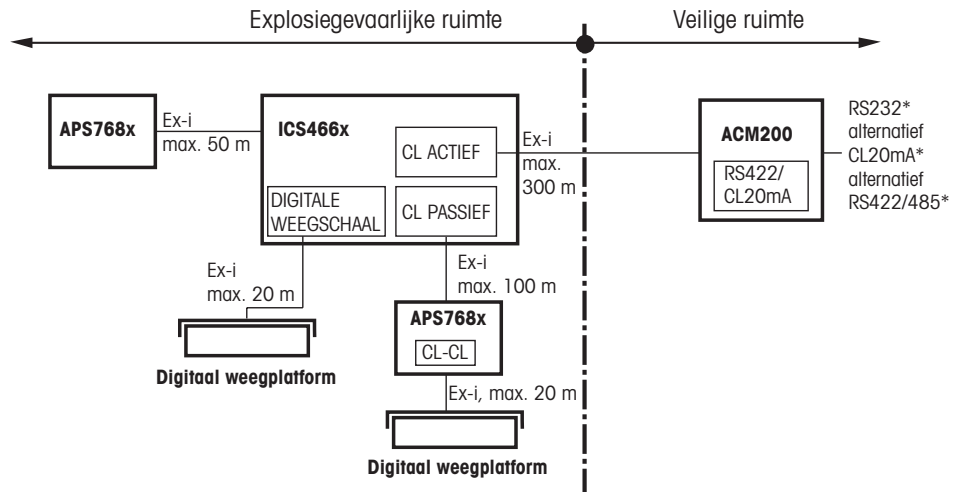 Explosiegevaarlijke ruimte
Veilige ruimte
APS768x
Ex-i
max. 50 m
ICS466x
CL ACTIEF
DIGITALE
WEEGSCHAAL
CL PASSIEF
Ex-i
max.
300 m
ACM200
RS422/
CL20mA
RS232*
alternatief
CL20mA*
alternatief
RS422/485*
Ex-i
max. 20 m
Digitaal weegplatform
Ex-i
max. 100 m
APS768x
CL-CL
Ex-i, max. 20 m
Digitaal weegplatform